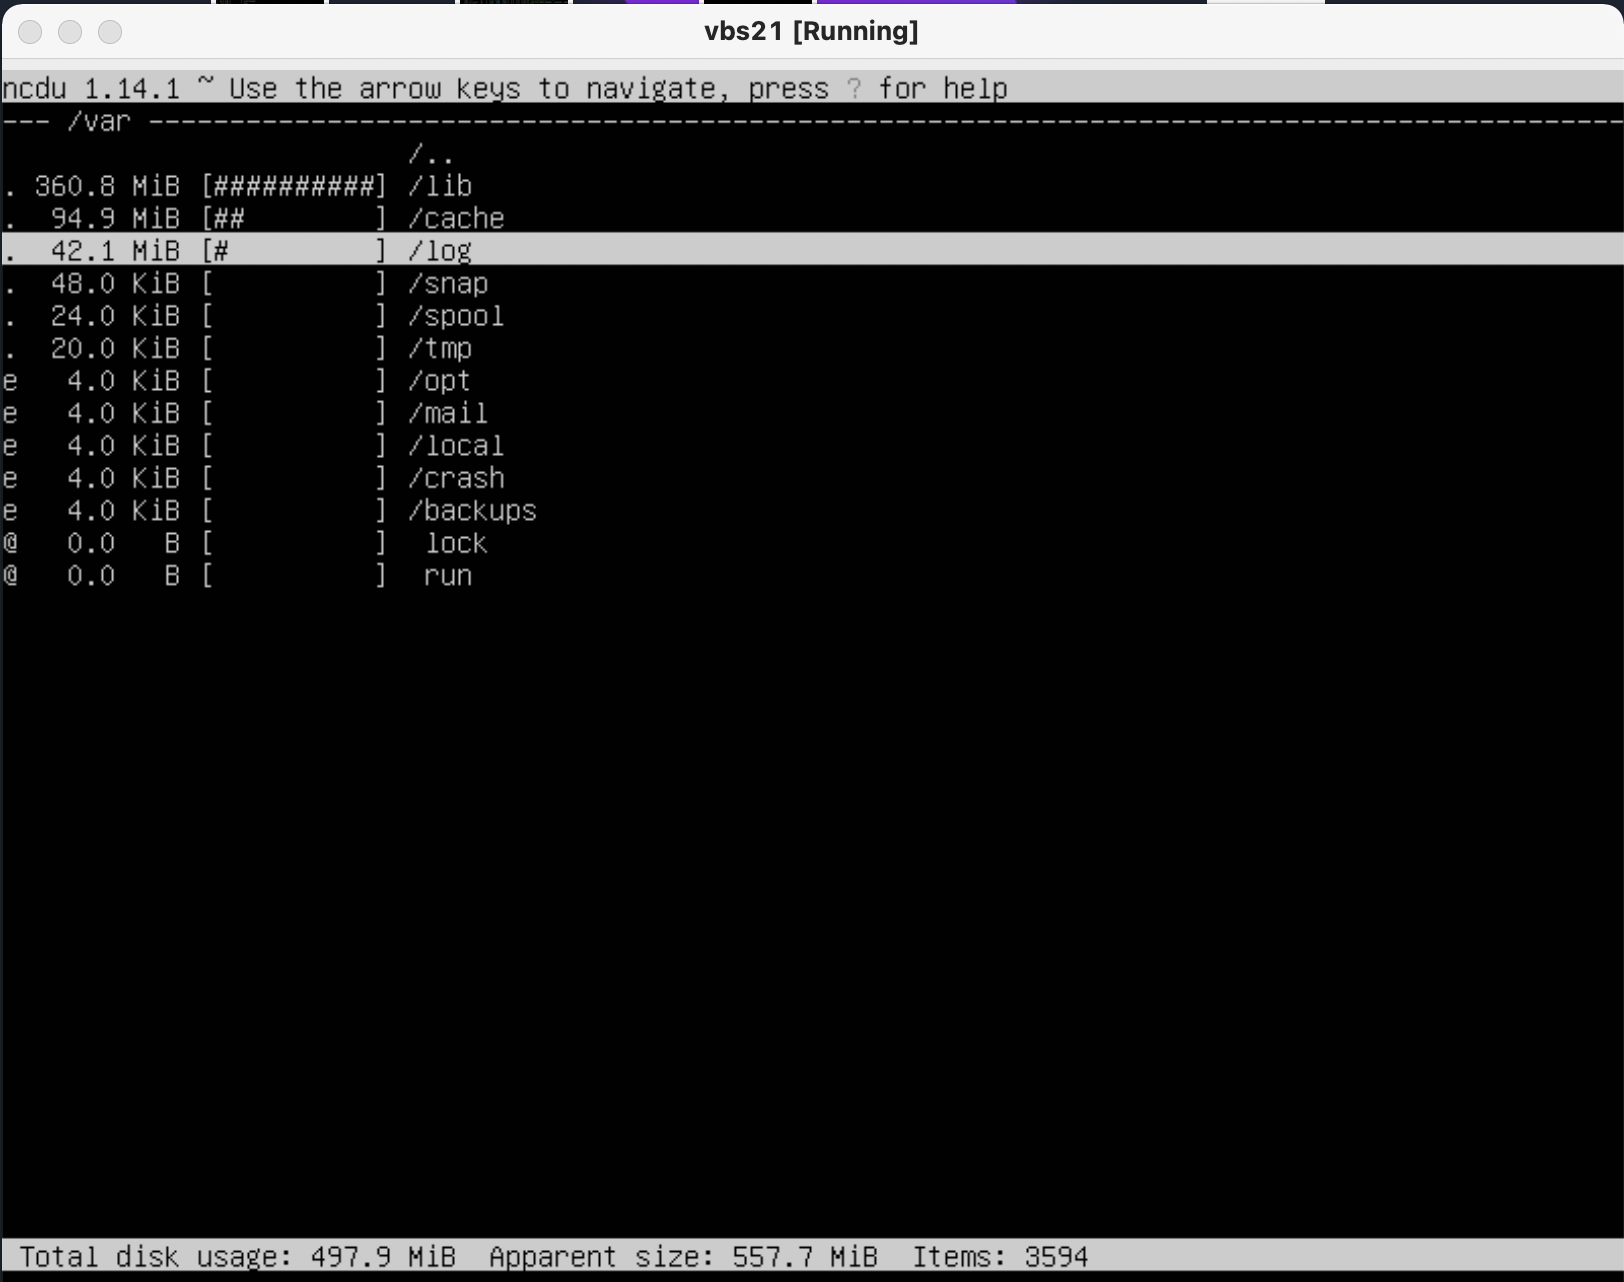 vbs21 [Running]
ncdu 1.14.1 ~ Use the arrow keys to navigate, press ? for help
--- /var -------------------------------------------------------------------------------------------
                         /..
. 360.8 MiB [##########] /lib
.  94.9 MiB [##        ] /cache
.  42.1 MiB [#         ] /log
.  48.0 KiB [          ] /snap
.  24.0 KiB [          ] /spool
.  20.0 KiB [          ] /tmp
e   4.0 KiB [          ] /opt
e   4.0 KiB [          ] /mail
e   4.0 KiB [          ] /local
e   4.0 KiB [          ] /crash
e   4.0 KiB [          ] /backups
@   0.0   B [          ]  lock
@   0.0   B [          ]  run
 Total disk usage: 497.9 MiB  Apparent size: 557.7 MiB  Items: 3594